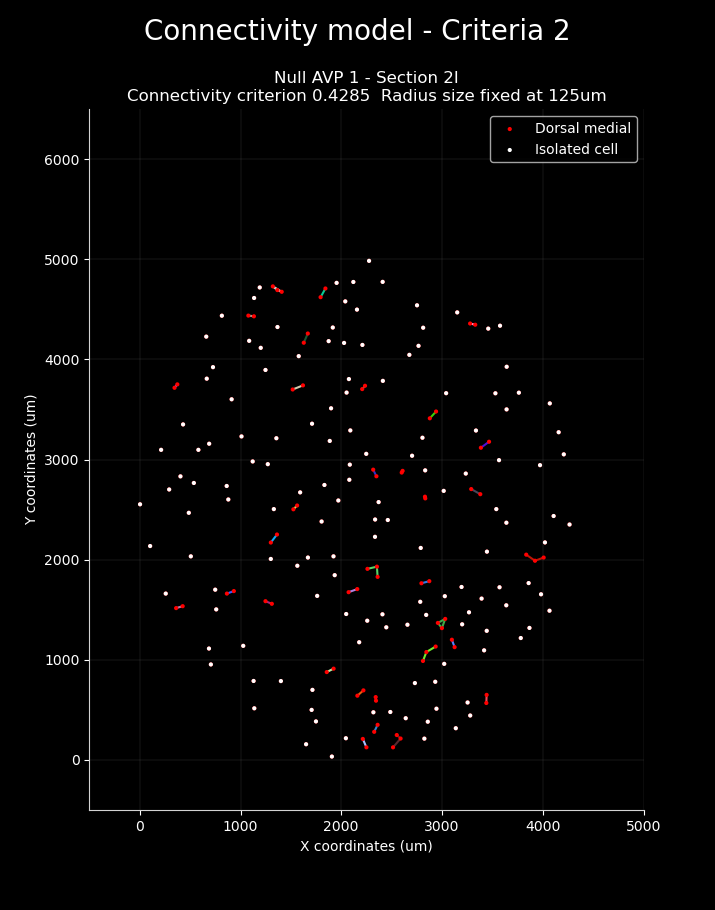 Connectivity model - Criteria 2
Null AVP 1 - Section 2I
Connectivity criterion 0.4285  Radius size fixed at 125um
Dorsal medial
Isolated cell
6000
5000
4000
3000
2000
1000
0
Y coordinates (um)
0 1000 2000 3000 4000 5000
X coordinates (um)